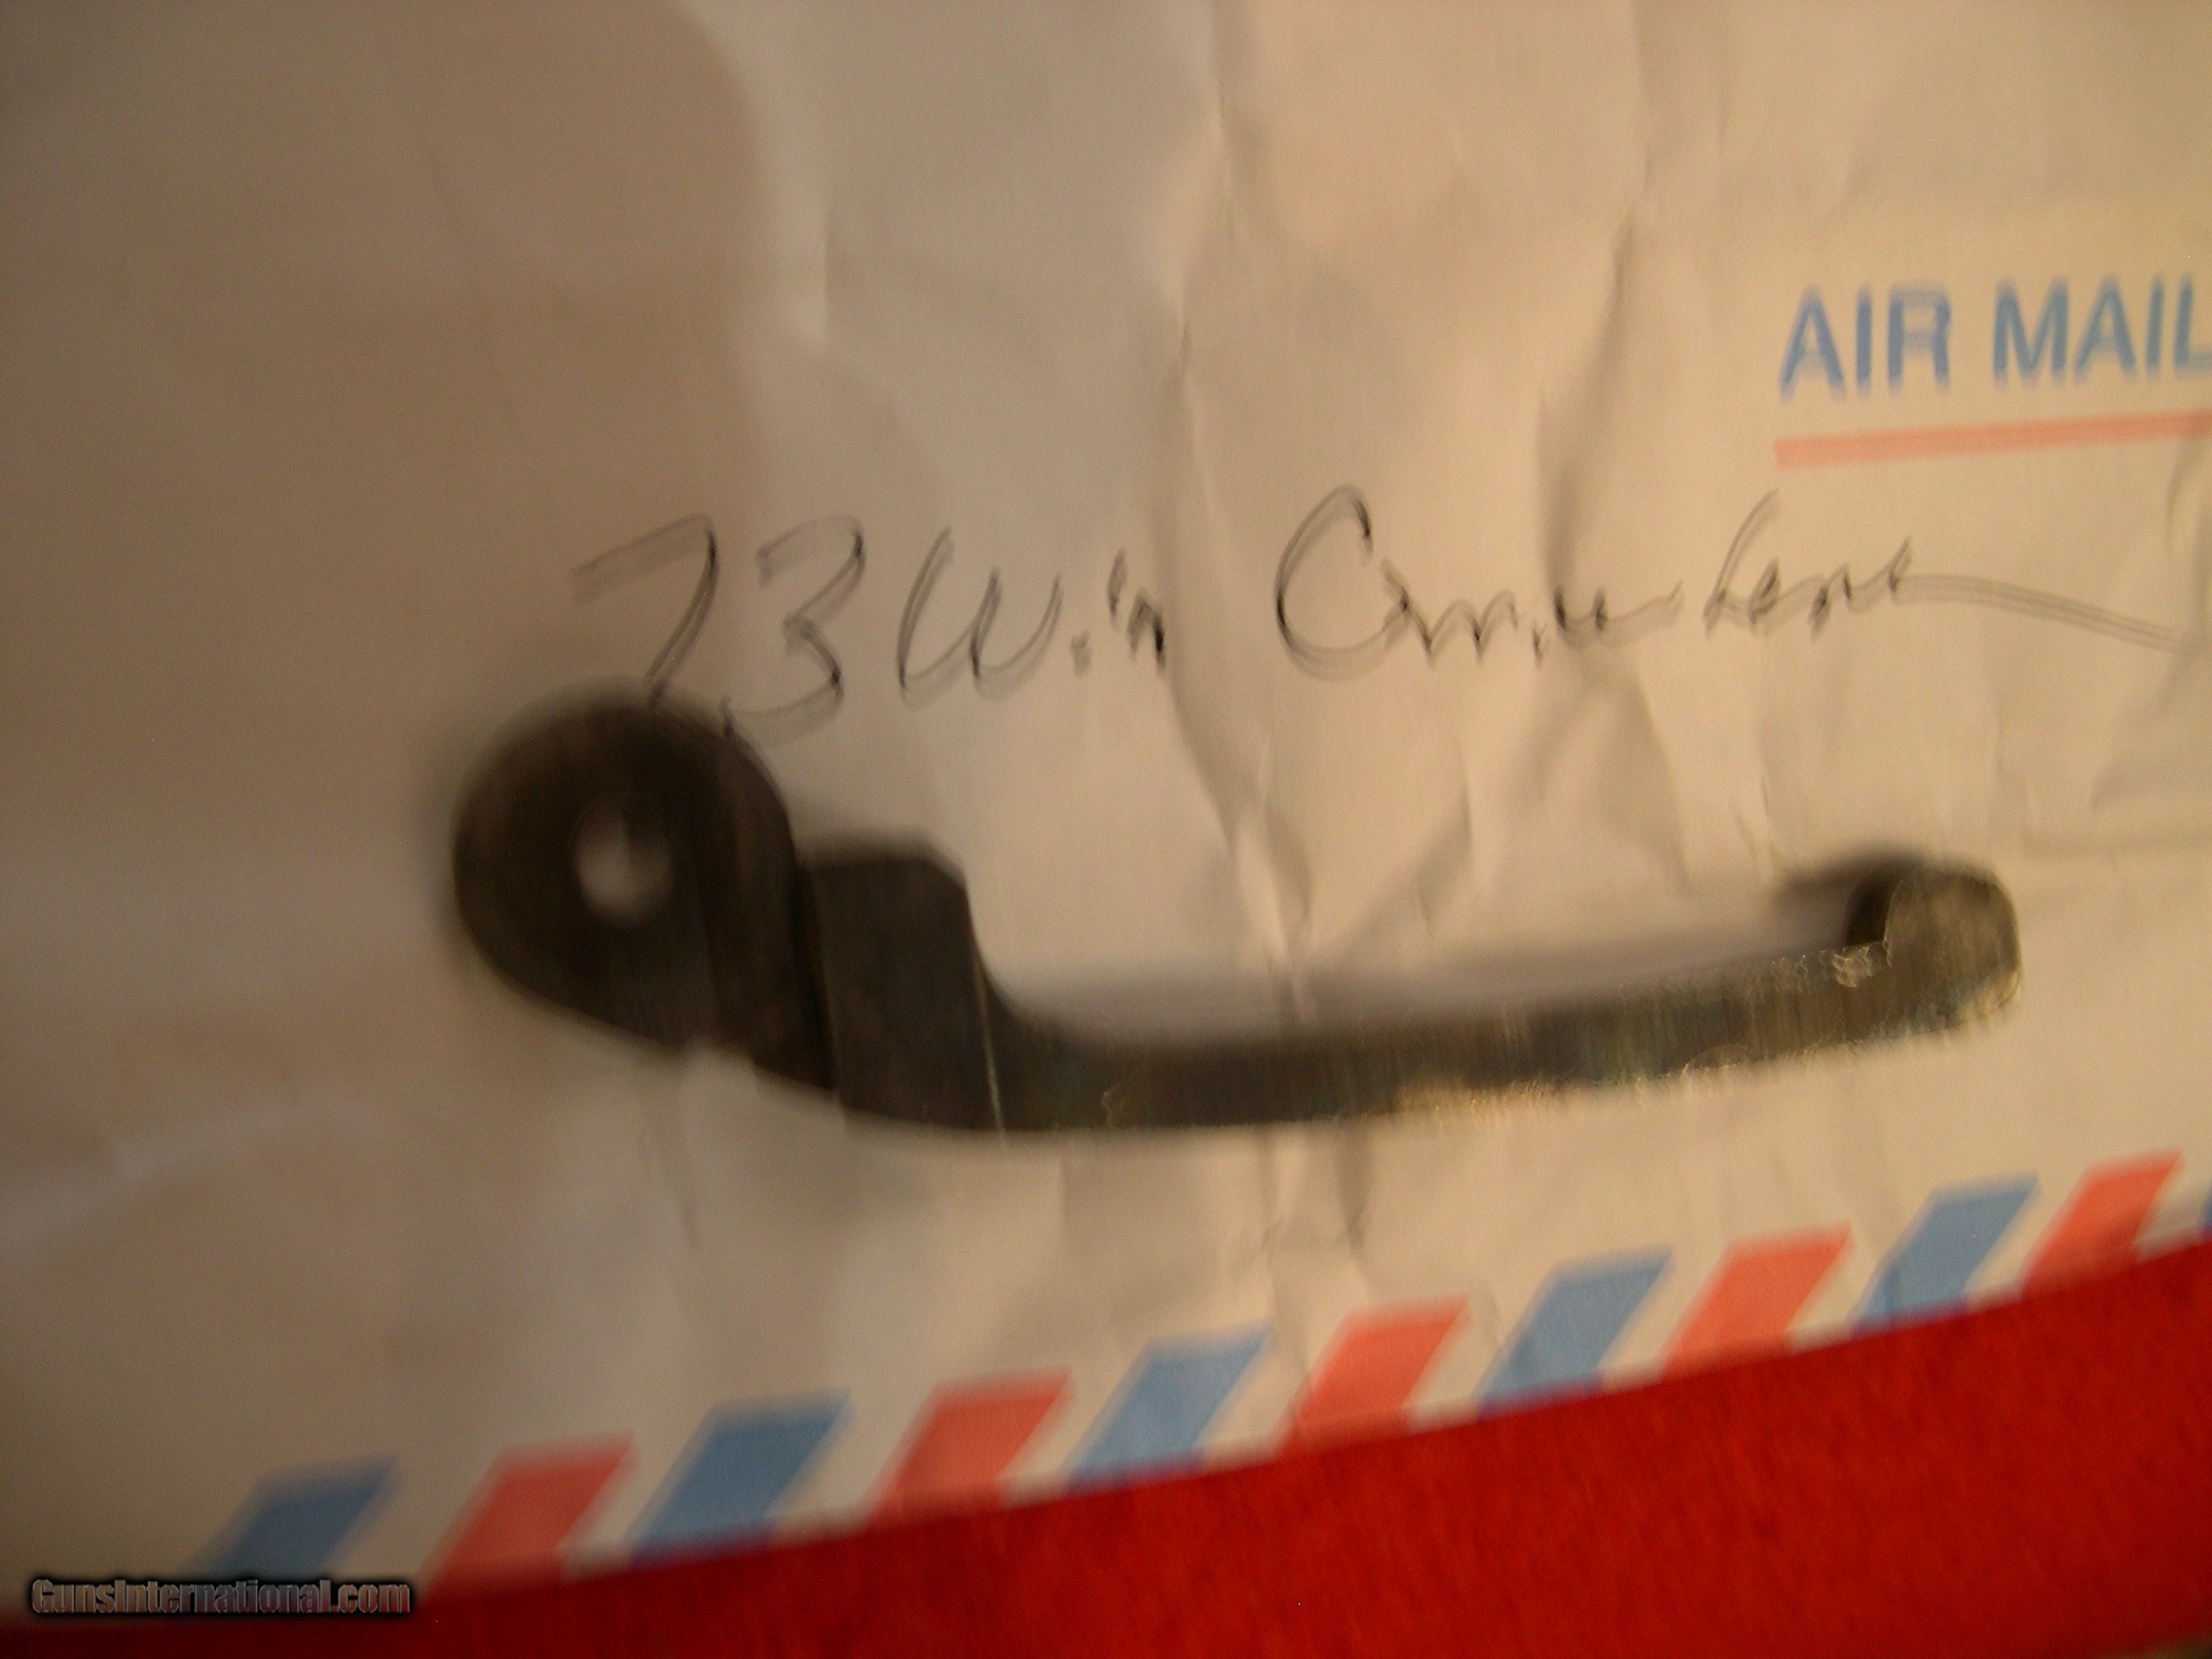 AIR MAIL
73 Win
GunsInternational.com